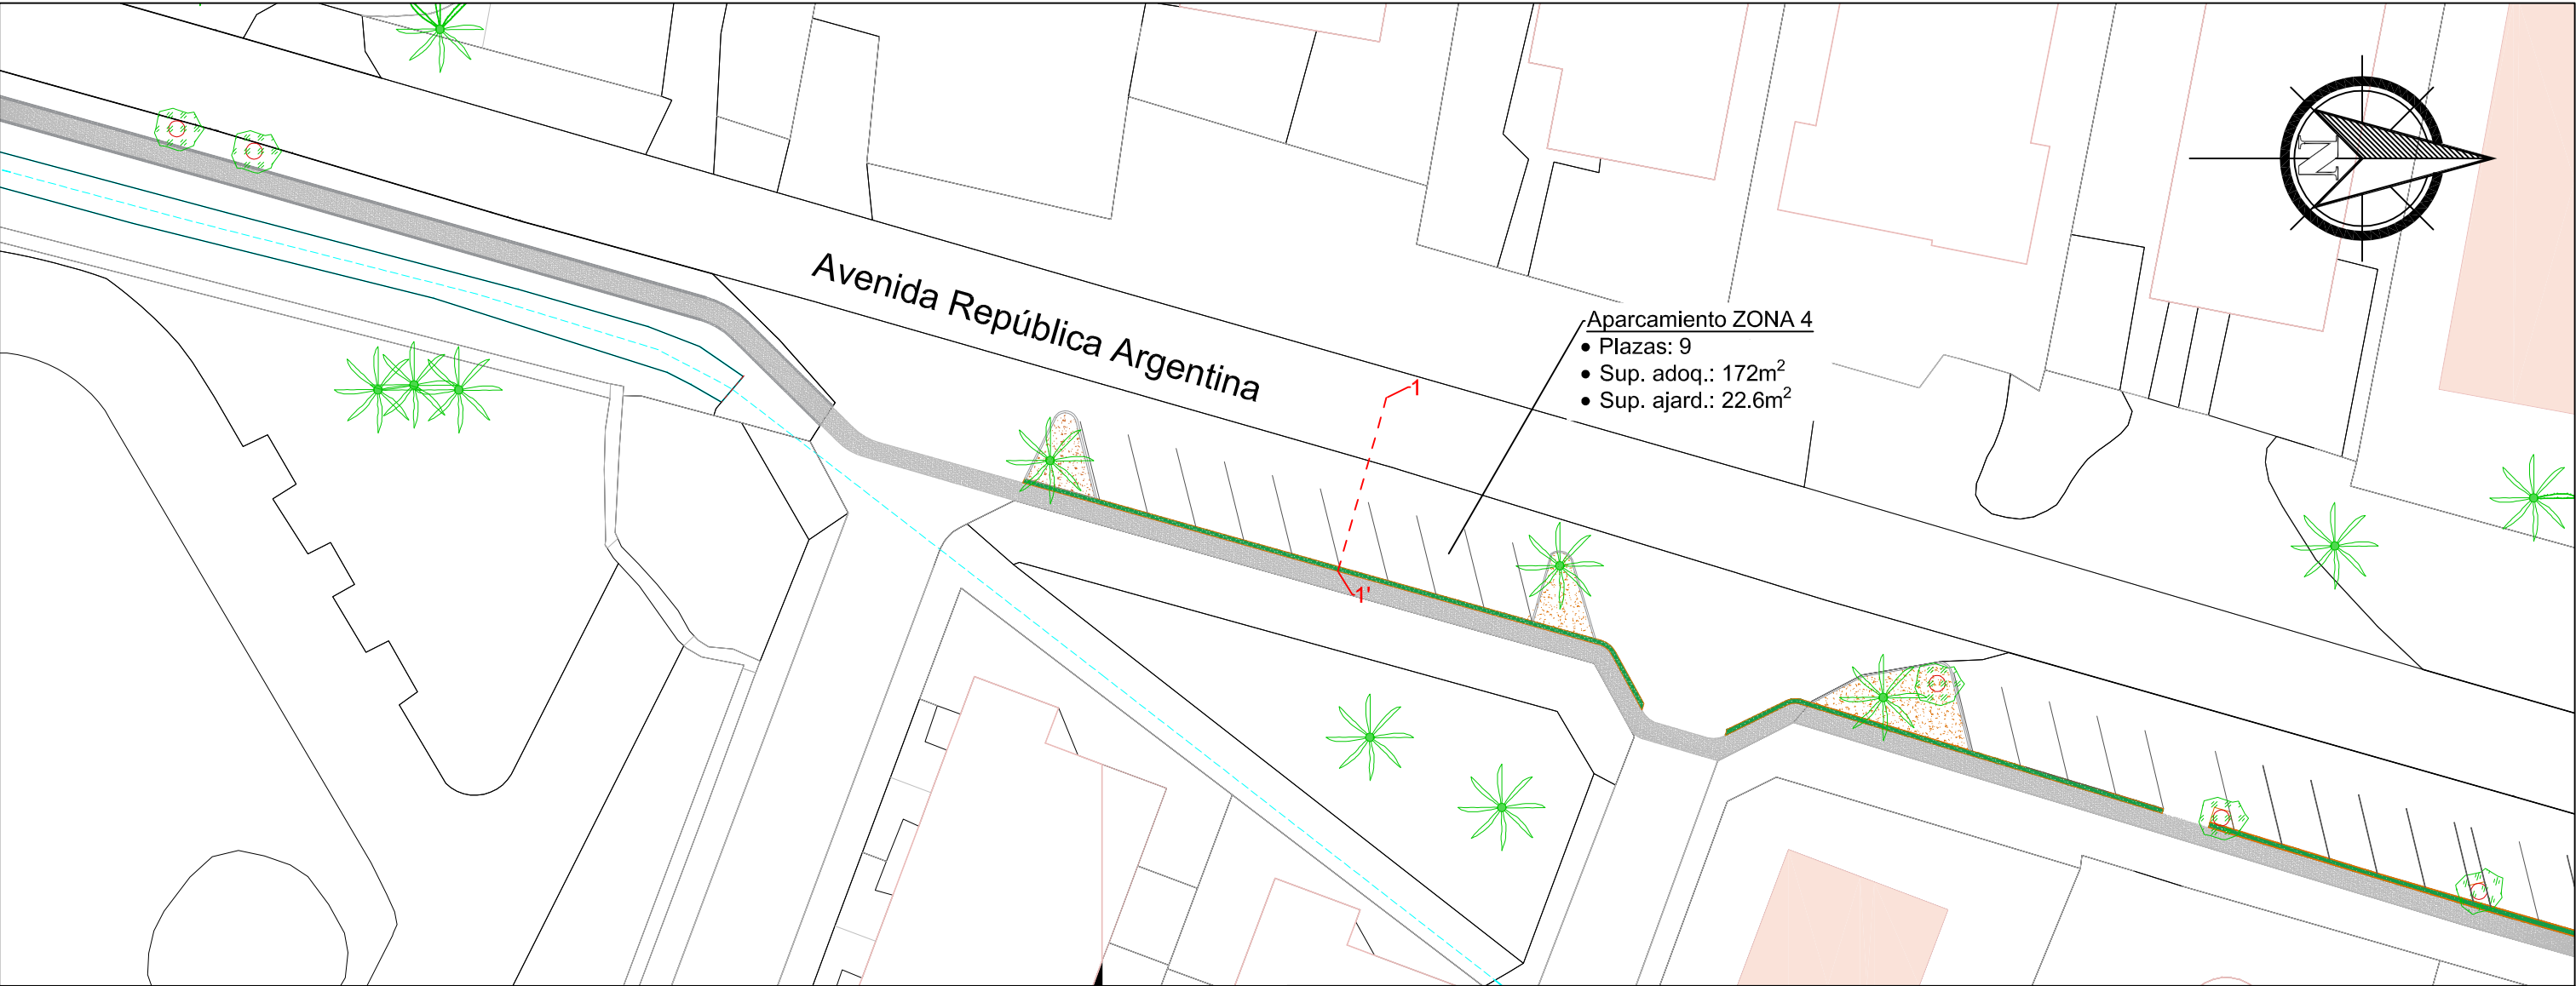 N
Avenida República Argentina
Aparcamiento ZONA 4
• Plazas: 9
• Sup. adoq.: 172m²
• Sup. ajard.: 22.6m²
1
1'